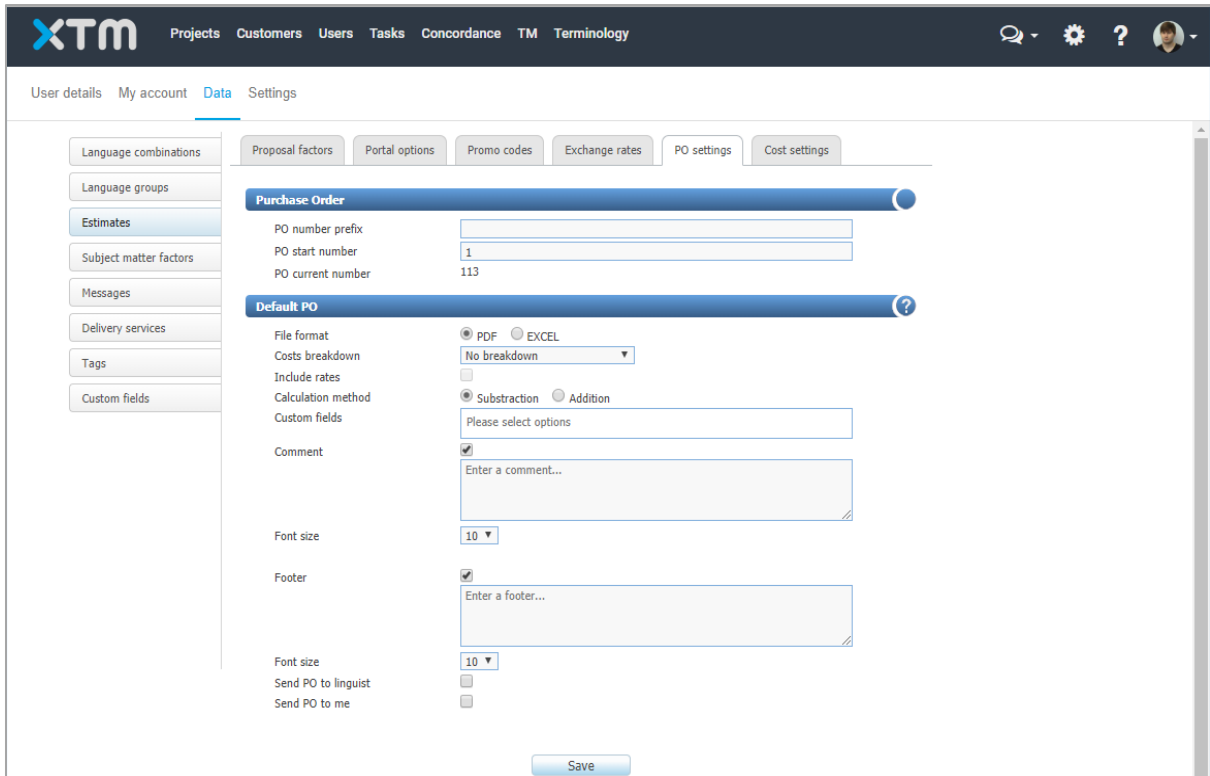 XTM Projects Customers Users Tasks Concordance TM Terminology ?
User details My account Data Settings
Language combinations
Language groups
Estimates
Subject matter factors
Messages
Delivery services
Tags
Custom fields
Proposal factors Portal options Promo codes Exchange rates PO settings Cost settings
Purchase Order
PO number prefix
PO start number 1
PO current number 113
Default PO ?
File format PDF EXCEL
Costs breakdown No breakdown
Include rates
Calculation method Substraction Addition
Custom fields Please select options
Comment
Enter a comment...
Font size 10
Footer
Enter a footer...
Font size 10
Send PO to linguist
Send PO to me
Save